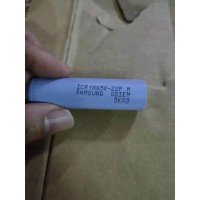 ICR18650-22P M
SAMSUNG SDIEM
5K83